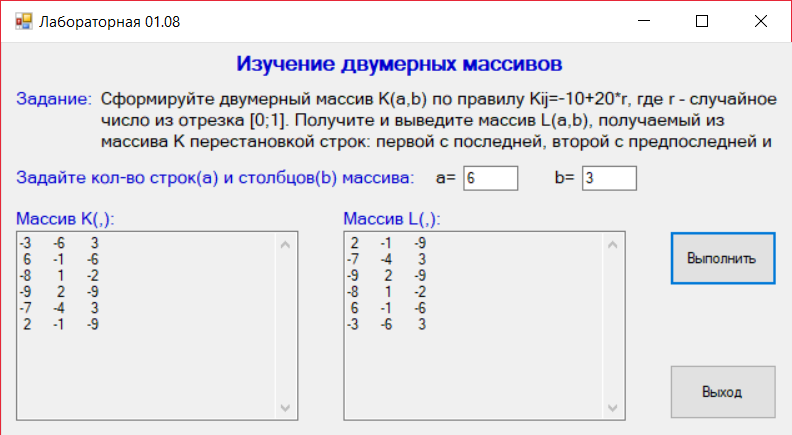 Лабораторная 01.08
Изучение двумерных массивов
Задание: Сформируйте двумерный массив K(a,b) по правилу Kij=-10+20*r, где r - случайное
число из отрезка [0;1]. Получите и выведите массив L(a,b), получаемый из
массива K перестановкой строк: первой с последней, второй с предпоследней и
Задайте кол-во строк(a) и столбцов(b) массива: a= 6 b= 3
Массив K(,): Массив L(,):
-3 -6 3 2 -1 -9
6 -1 -6 -7 -4 3
-8 1 -2 -9 2 -9
-9 2 -9 -8 1 -2
-7 -4 3 6 -1 -6
2 -1 -9 -3 -6 3
Выполнить
Выход